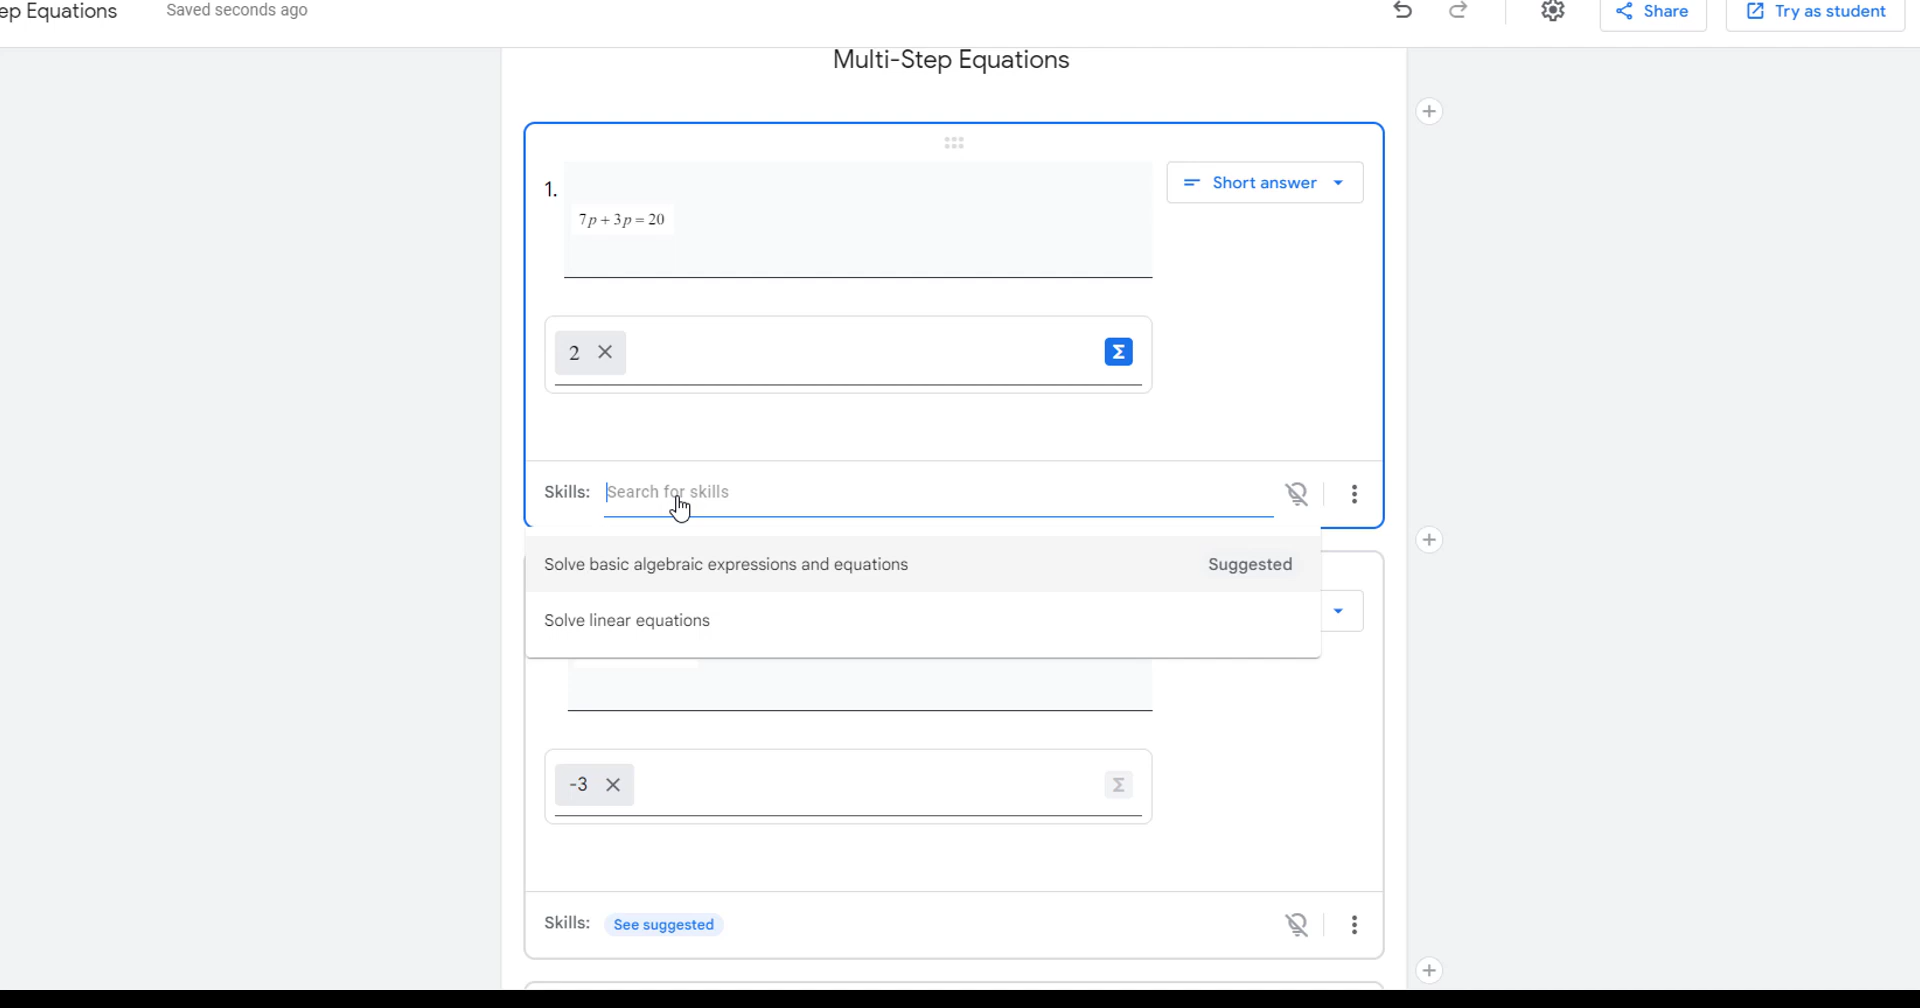 ep Equations
Saved seconds ago
Share
Try as student
Multi-Step Equations
1.
7p + 3p = 20
Short answer
2
Σ
Skills:
Search for skills
Solve basic algebraic expressions and equations
Suggested
Solve linear equations
-3
Σ
Skills:
See suggested